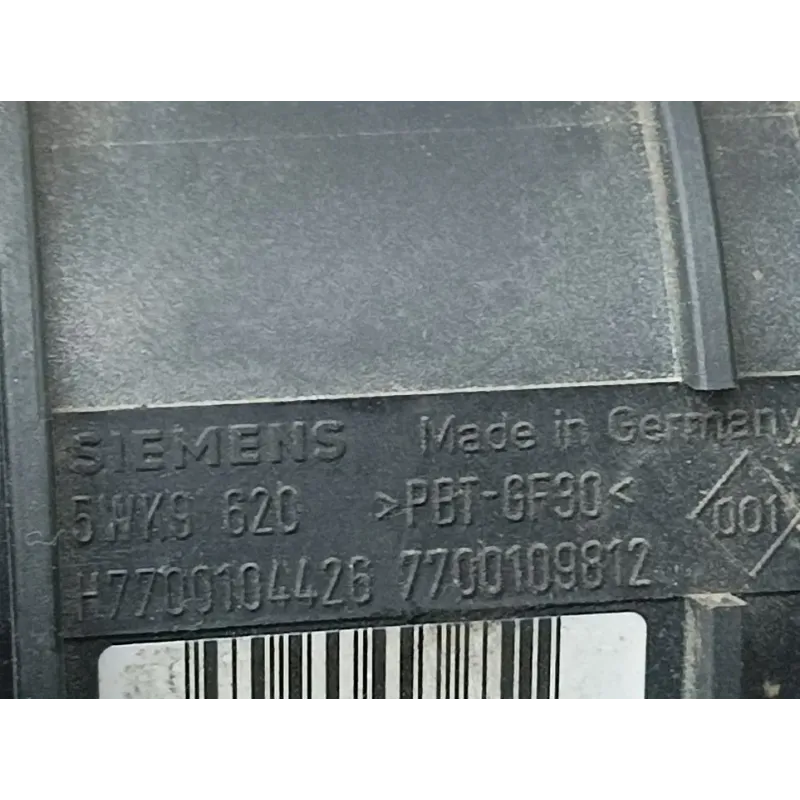 SIEMENS Made in Germany
5WK9 620 >PBT-GF30< 001
H7700104426 7700109812